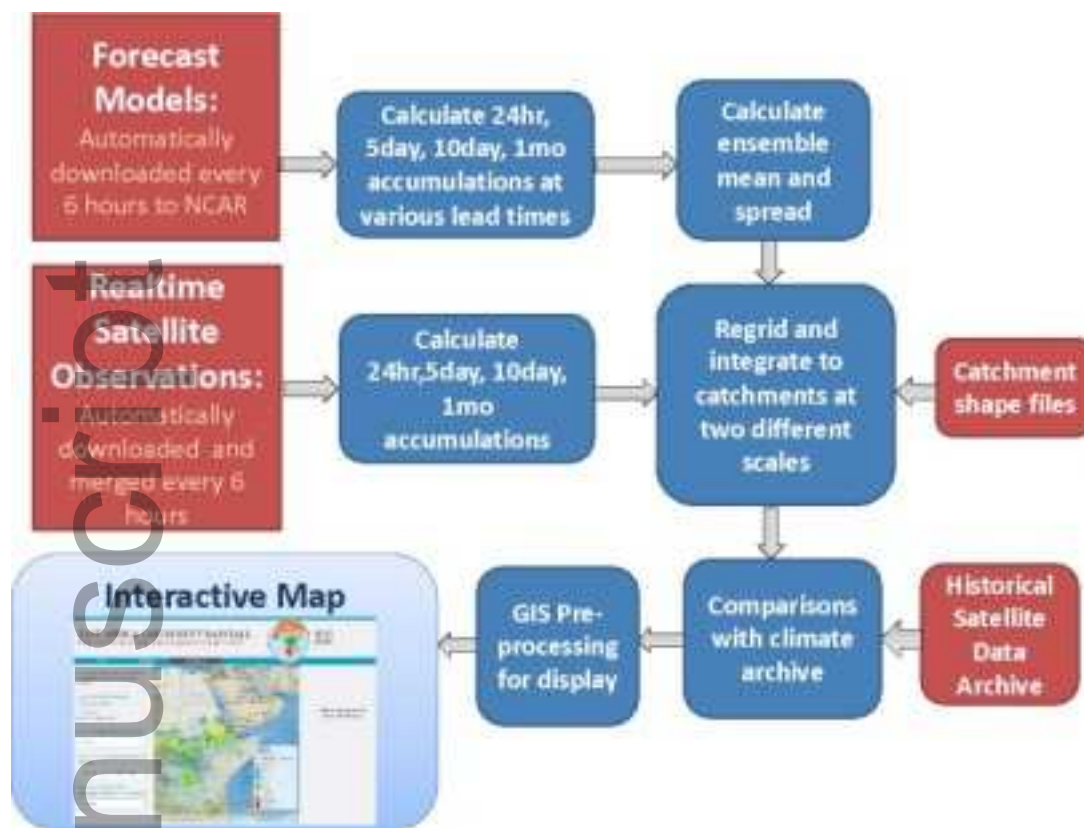 Forecast
Models:
Automatically
downloaded every
6 hours to NCAR
Calculate 24hr,
5day, 10day, 1mo
accumulations at
various lead times
Calculate
ensemble
mean and
spread
Realtime
Satellite
Observations:
Automatically
downloaded and
merged every 6
hours
Calculate
24hr,5day, 10day,
1mo
accumulations
Regrid and
integrate to
catchments at
two different
scales
Catchment
shape files
Interactive Map
GIS Pre-
processing
for display
Comparisons
with climate
archive
Historical
Satellite
Data
Archive
nuscript